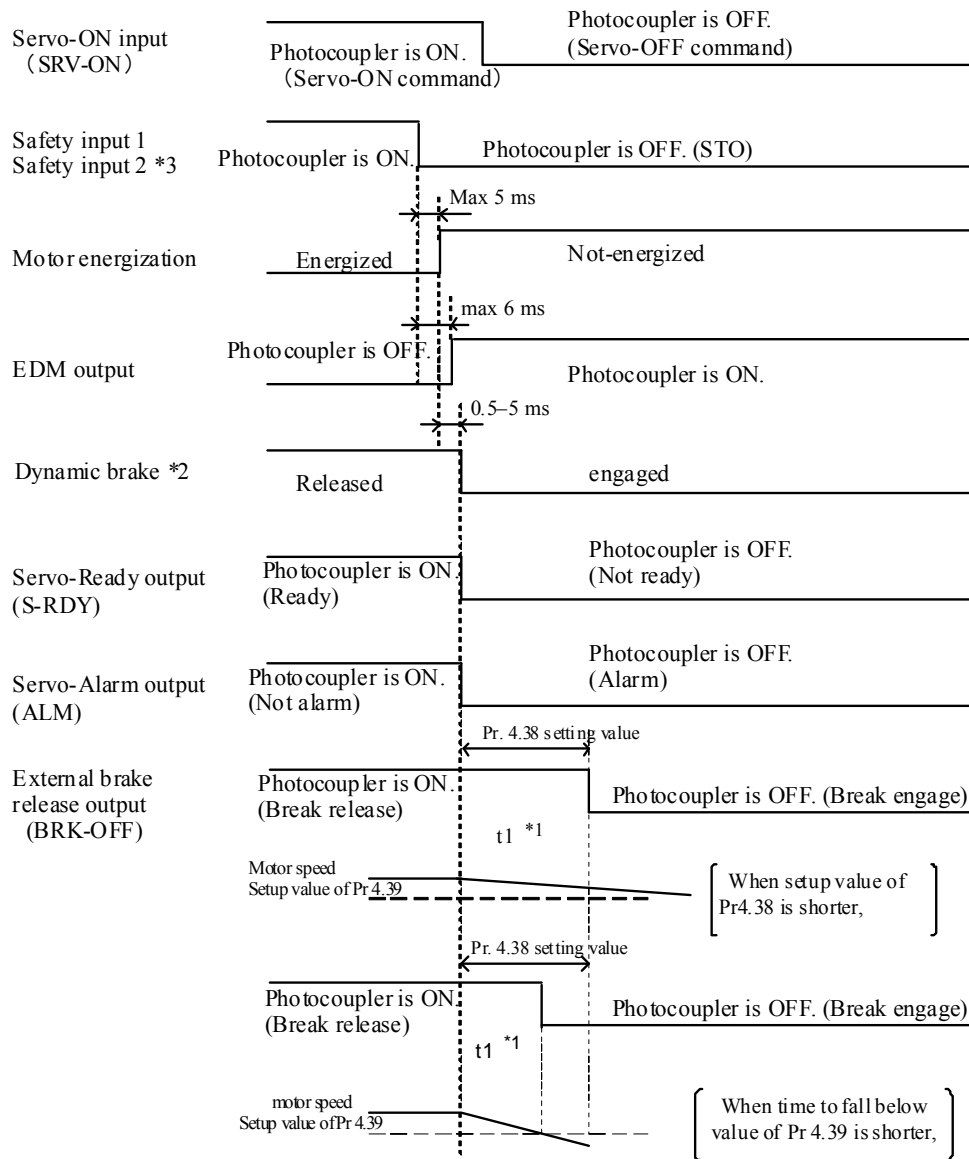 Photocoupler is OFF.
(Servo-OFF command)
Servo-ON input
（SRV-ON）
Photocoupler is ON.
（Servo-ON command）
Safety input 1
Safety input 2 *3
Photocoupler is ON.
Photocoupler is OFF. (STO)
Max 5 ms
Motor energization
Energized
Not-energized
max 6 ms
Photocoupler is OFF.
EDM output
Photocoupler is ON.
0.5–5 ms
Dynamic brake *2
Released
engaged
Photocoupler is OFF.
(Not ready)
Servo-Ready output
(S-RDY)
Photocoupler is ON.
(Ready)
Photocoupler is OFF.
(Alarm)
Servo-Alarm output
(ALM)
Photocoupler is ON.
(Not alarm)
Pr. 4.38 setting value
External brake
release output
(BRK-OFF)
Photocoupler is ON.
(Break release)
Photocoupler is OFF. (Break engage)
t1 *1
Motor speed
Setup value of Pr 4.39
When setup value of
Pr4.38 is shorter,
Pr. 4.38 setting value
Photocoupler is ON.
(Break release)
Photocoupler is OFF. (Break engage)
t1 *1
motor speed
Setup value of Pr 4.39
When time to fall below
value of Pr 4.39 is shorter,